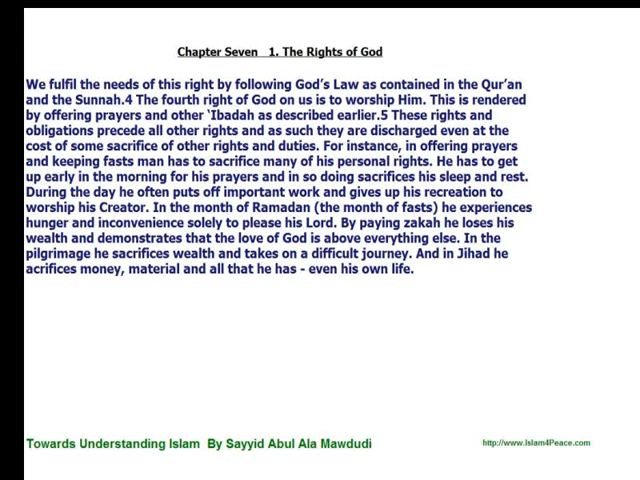 Chapter Seven 1. The Rights of God
We fulfil the needs of this right by following God's Law as contained in the Qur'an
and the Sunnah.4 The fourth right of God on us is to worship Him. This is rendered
by offering prayers and other 'Ibadah as described earlier.5 These rights and
obligations precede all other rights and as such they are discharged even at the
cost of some sacrifice of other rights and duties. For instance, in offering prayers
and keeping fasts man has to sacrifice many of his personal rights. He has to get
up early in the morning for his prayers and in so doing sacrifices his sleep and rest.
During the day he often puts off important work and gives up his recreation to
worship his Creator. In the month of Ramadan (the month of fasts) he experiences
hunger and inconvenience solely to please his Lord. By paying zakah he loses his
wealth and demonstrates that the love of God is above everything else. In the
pilgrimage he sacrifices wealth and takes on a difficult journey. And in Jihad he
acrifices money, material and all that he has - even his own life.
Towards Understanding Islam By Sayyid Abul Ala Mawdudi
http://www.Islam4Peace.com